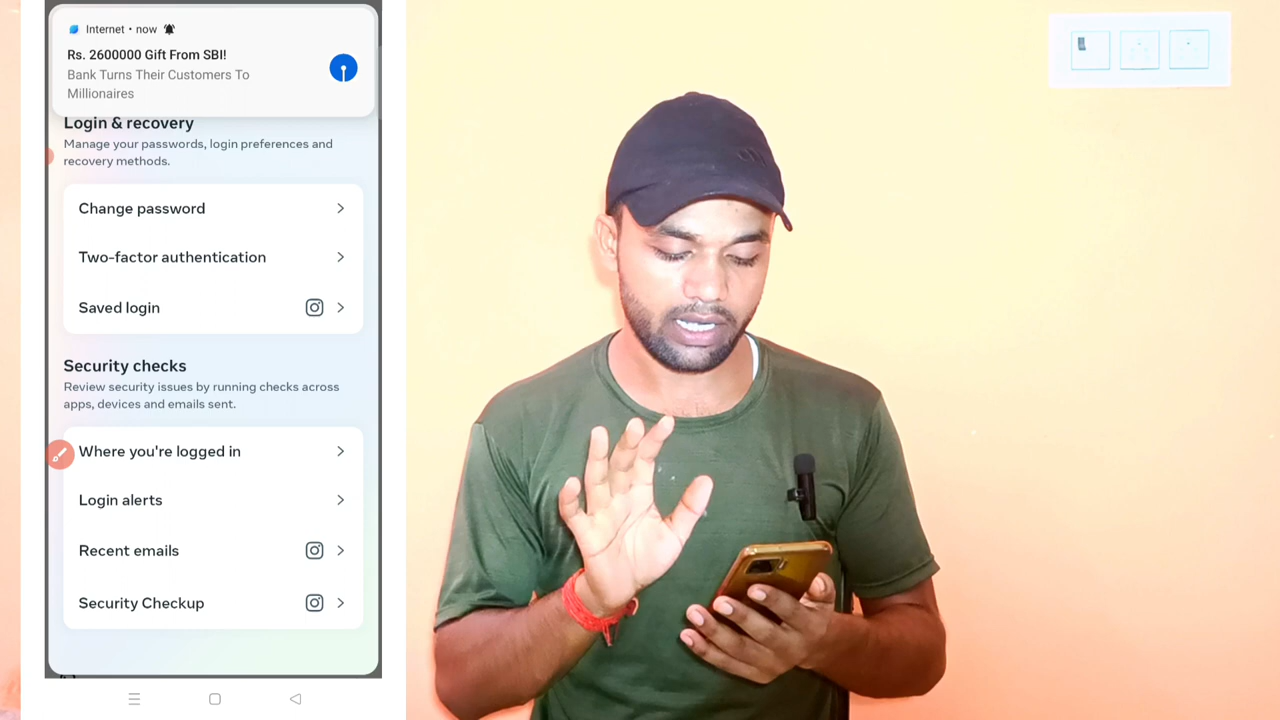 Internet • now
Rs. 2600000 Gift From SBI!
Bank Turns Their Customers To
Millionaires
Login & recovery
Manage your passwords, login preferences and
recovery methods.
Change password
Two-factor authentication
Saved login
Security checks
Review security issues by running checks across
apps, devices and emails sent.
Where you're logged in
Login alerts
Recent emails
Security Checkup